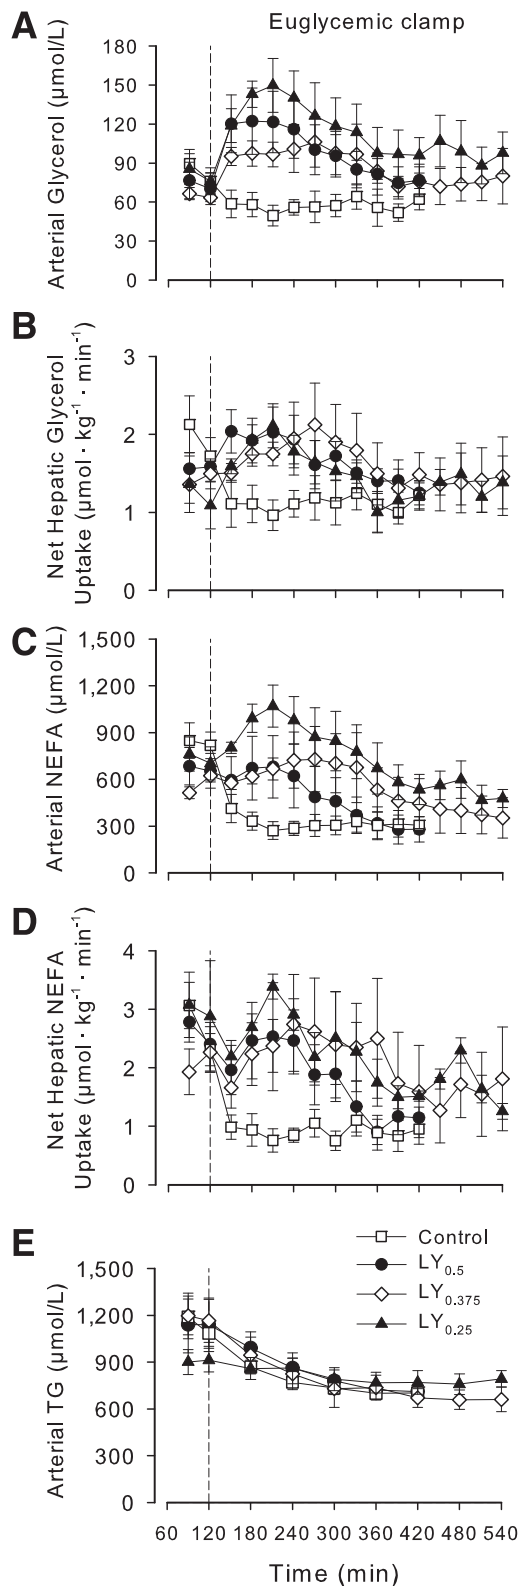 A
Euglycemic clamp
Arterial Glycerol (μmol/L)
180
150
120
90
60
30
0
B
Net Hepatic Glycerol
Uptake (μmol · kg⁻¹ · min⁻¹)
3
2
1
0
C
Arterial NEFA (μmol/L)
1,500
1,200
900
600
300
0
D
Net Hepatic NEFA
Uptake (μmol · kg⁻¹ · min⁻¹)
4
3
2
1
0
E
Control
LY0.5
LY0.375
LY0.25
Arterial TG (μmol/L)
1,500
1,200
900
600
300
0
60 120 180 240 300 360 420 480 540
Time (min)